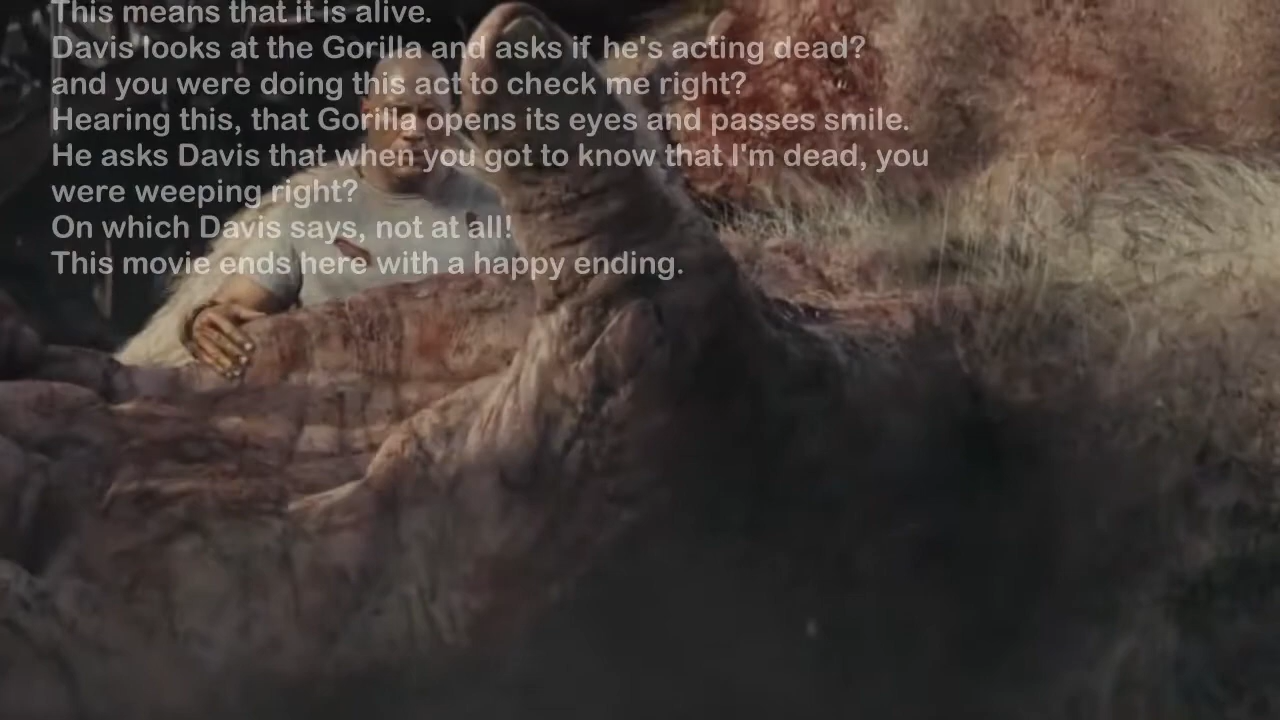 This means that it is alive.
Davis looks at the Gorilla and asks if he's acting dead?
and you were doing this act to check me right?
Hearing this, that Gorilla opens its eyes and passes smile.
He asks Davis that when you got to know that I'm dead, you
were weeping right?
On which Davis says, not at all!
This movie ends here with a happy ending.